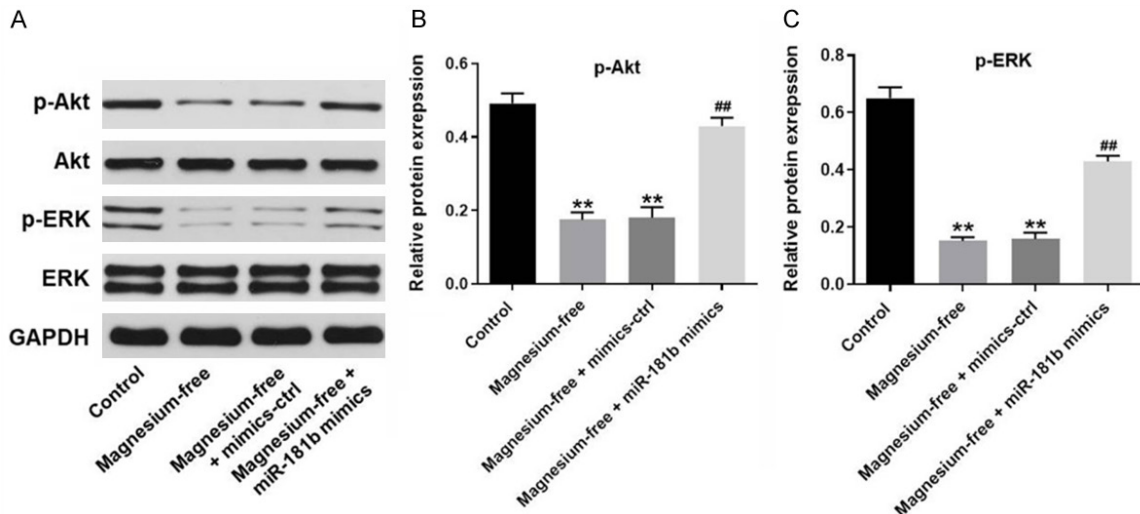 A
p-Akt
Akt
p-ERK
ERK
GAPDH
Control
Magnesium-free
Magnesium-free
+ mimics-ctrl
Magnesium-free +
miR-181b mimics
B
p-Akt
Relative protein exrepssion
0.6
0.4
0.2
0.0
**
**
##
Control
Magnesium-free
Magnesium-free + mimics-ctrl
Magnesium-free + miR-181b mimics
C
p-ERK
Relative protein exrepssion
0.8
0.6
0.4
0.2
0.0
**
**
##
Control
Magnesium-free
Magnesium-free + mimics-ctrl
Magnesium-free + miR-181b mimics